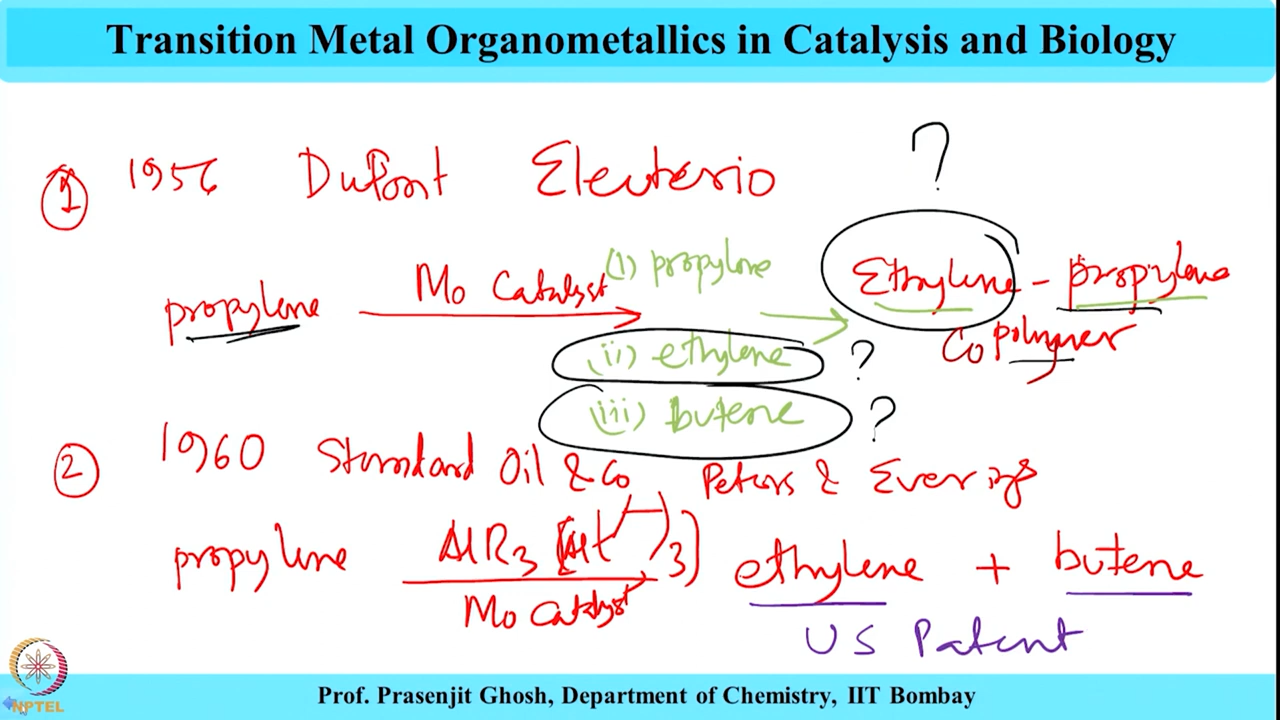 Transition Metal Organometallics in Catalysis and Biology
1 1956 DuPont Eleuterio ?
propylene Mo Catalyst (i) propylene Ethylene - propylene
Copolymer
(ii) ethylene ?
(iii) butene ?
2 1960 Standard Oil & Co Peters & Everings
propylene AlR3 ethylene + butene
Mo Catalyst
US Patent
NPTEL
Prof. Prasenjit Ghosh, Department of Chemistry, IIT Bombay